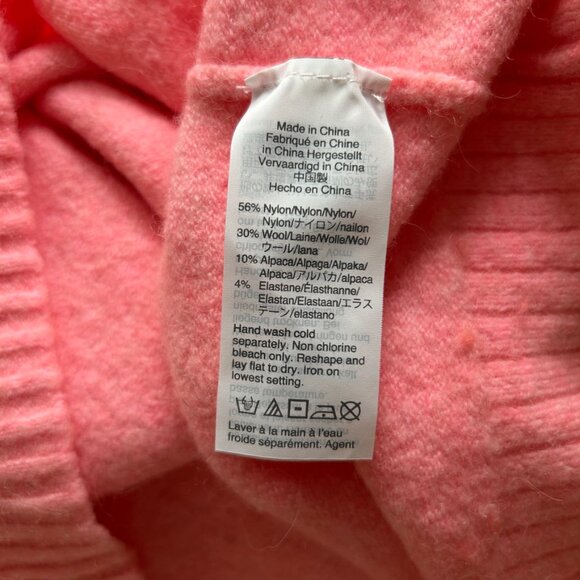 Made in China
Fabriqué en Chine
in China Hergestellt
Vervaardigd in China
中国製
Hecho en China
56% Nylon/Nylon/Nylon/
Nylon/ナイロン/nailon
30% Wool/Laine/Wolle/Wol/
ウール/lana
10% Alpaca/Alpaga/Alpaka/
Alpaca/アルパカ/alpaca
4% Elastane/Élasthanne/
Elastan/Elastaan/エラス
テーン/elastano
Hand wash cold
separately. Non chlorine
bleach only. Reshape and
lay flat to dry. Iron on
lowest setting.
Laver à la main à l'eau
froide séparément. Agent